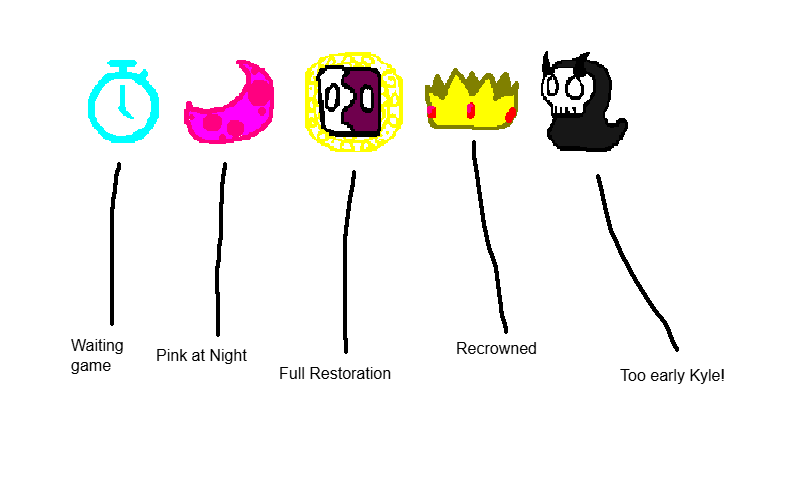 Waiting
game
Pink at Night
Full Restoration
Recrowned
Too early Kyle!